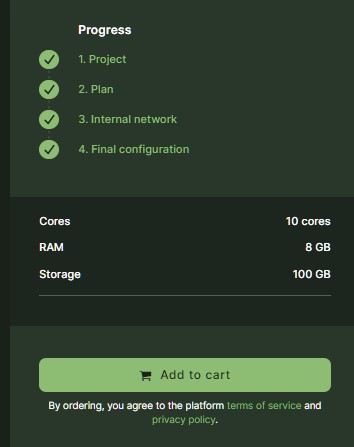 Progress
1. Project
2. Plan
3. Internal network
4. Final configuration
Cores 10 cores
RAM 8 GB
Storage 100 GB
Add to cart
By ordering, you agree to the platform terms of service and
privacy policy.